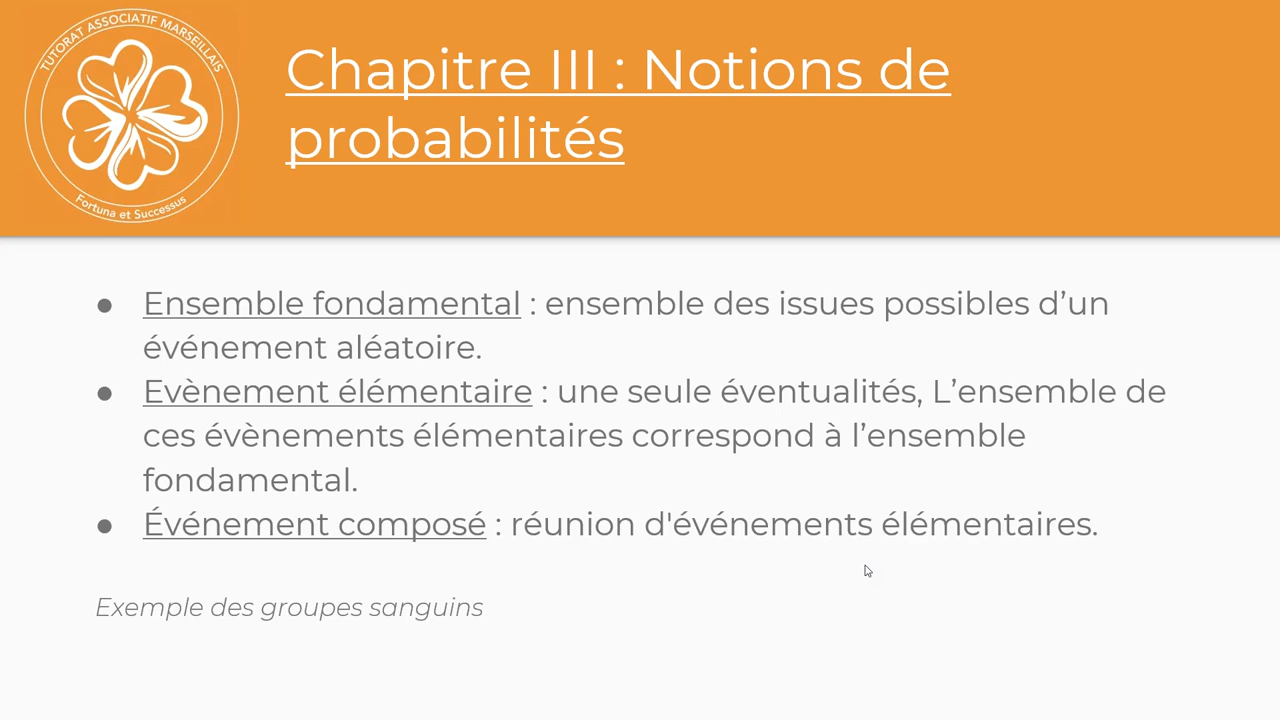 TUTORAT ASSOCIATIF MARSEILLAIS
Fortuna et Successus
Chapitre III : Notions de
probabilités
● Ensemble fondamental : ensemble des issues possibles d’un
événement aléatoire.
● Evènement élémentaire : une seule éventualités, L’ensemble de
ces évènements élémentaires correspond à l’ensemble
fondamental.
● Événement composé : réunion d'événements élémentaires.
Exemple des groupes sanguins